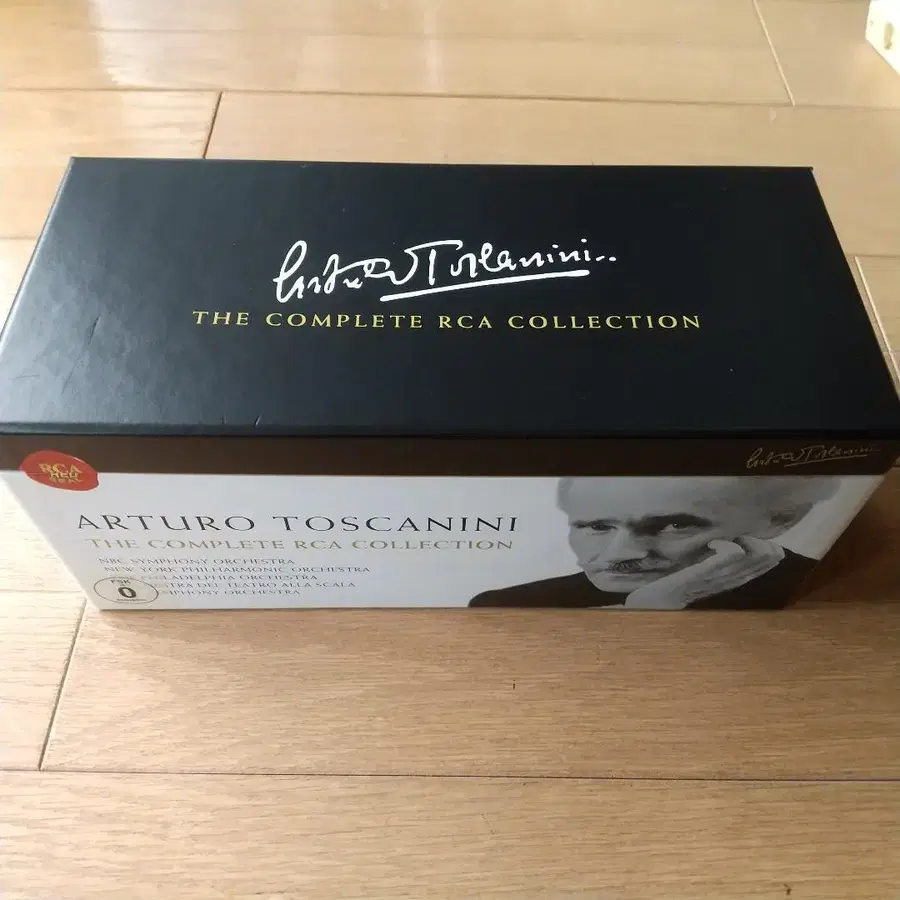 Arturo Toscanini
THE COMPLETE RCA COLLECTION
Arturo Toscanini
RCA
RED
SEAL
ARTURO TOSCANINI
THE COMPLETE RCA COLLECTION
NBC SYMPHONY ORCHESTRA
NEW YORK PHILHARMONIC ORCHESTRA
PHILADELPHIA ORCHESTRA
DEL TEATRO ALLA SCALA
ORCHESTRA
FSK
0